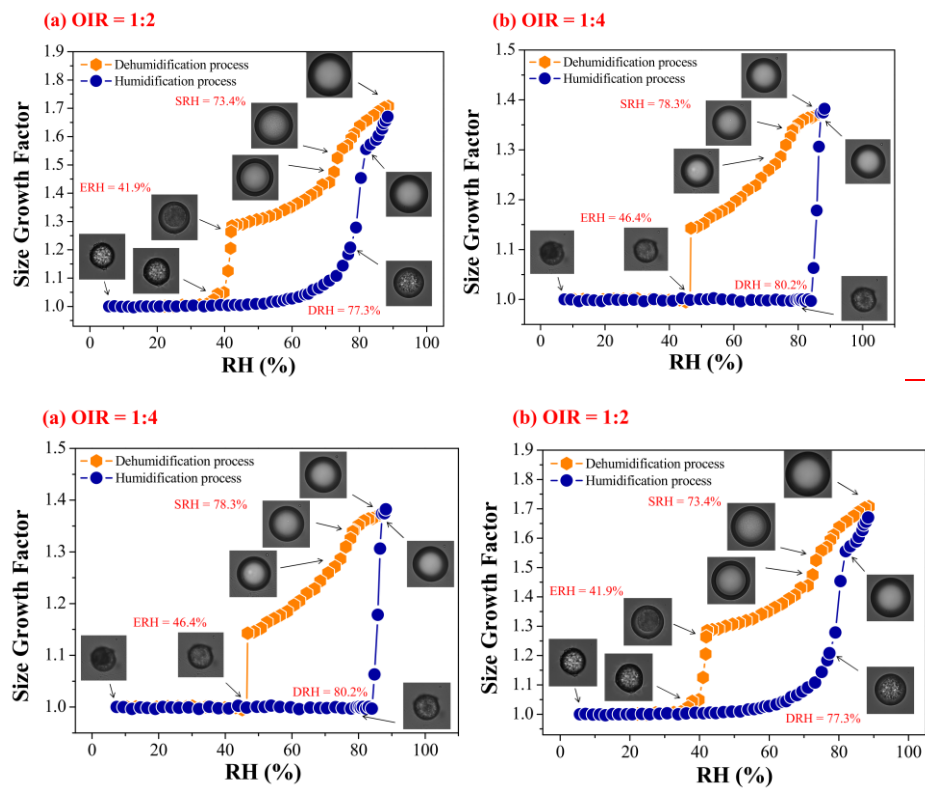 (a) OIR = 1:2
1.9
1.8
1.7
1.6
1.5
1.4
1.3
1.2
1.1
1.0
Size Growth Factor
Dehumidification process
Humidification process
SRH = 73.4%
ERH = 41.9%
DRH = 77.3%
0 20 40 60 80 100
RH (%)
(b) OIR = 1:4
1.5
1.4
1.3
1.2
1.1
1.0
Size Growth Factor
Dehumidification process
Humidification process
SRH = 78.3%
ERH = 46.4%
DRH = 80.2%
0 20 40 60 80 100
RH (%)
(a) OIR = 1:4
1.5
1.4
1.3
1.2
1.1
1.0
Size Growth Factor
Dehumidification process
Humidification process
SRH = 78.3%
ERH = 46.4%
DRH = 80.2%
0 20 40 60 80 100
RH (%)
(b) OIR = 1:2
1.9
1.8
1.7
1.6
1.5
1.4
1.3
1.2
1.1
1.0
Size Growth Factor
Dehumidification process
Humidification process
SRH = 73.4%
ERH = 41.9%
DRH = 77.3%
0 20 40 60 80 100
RH (%)